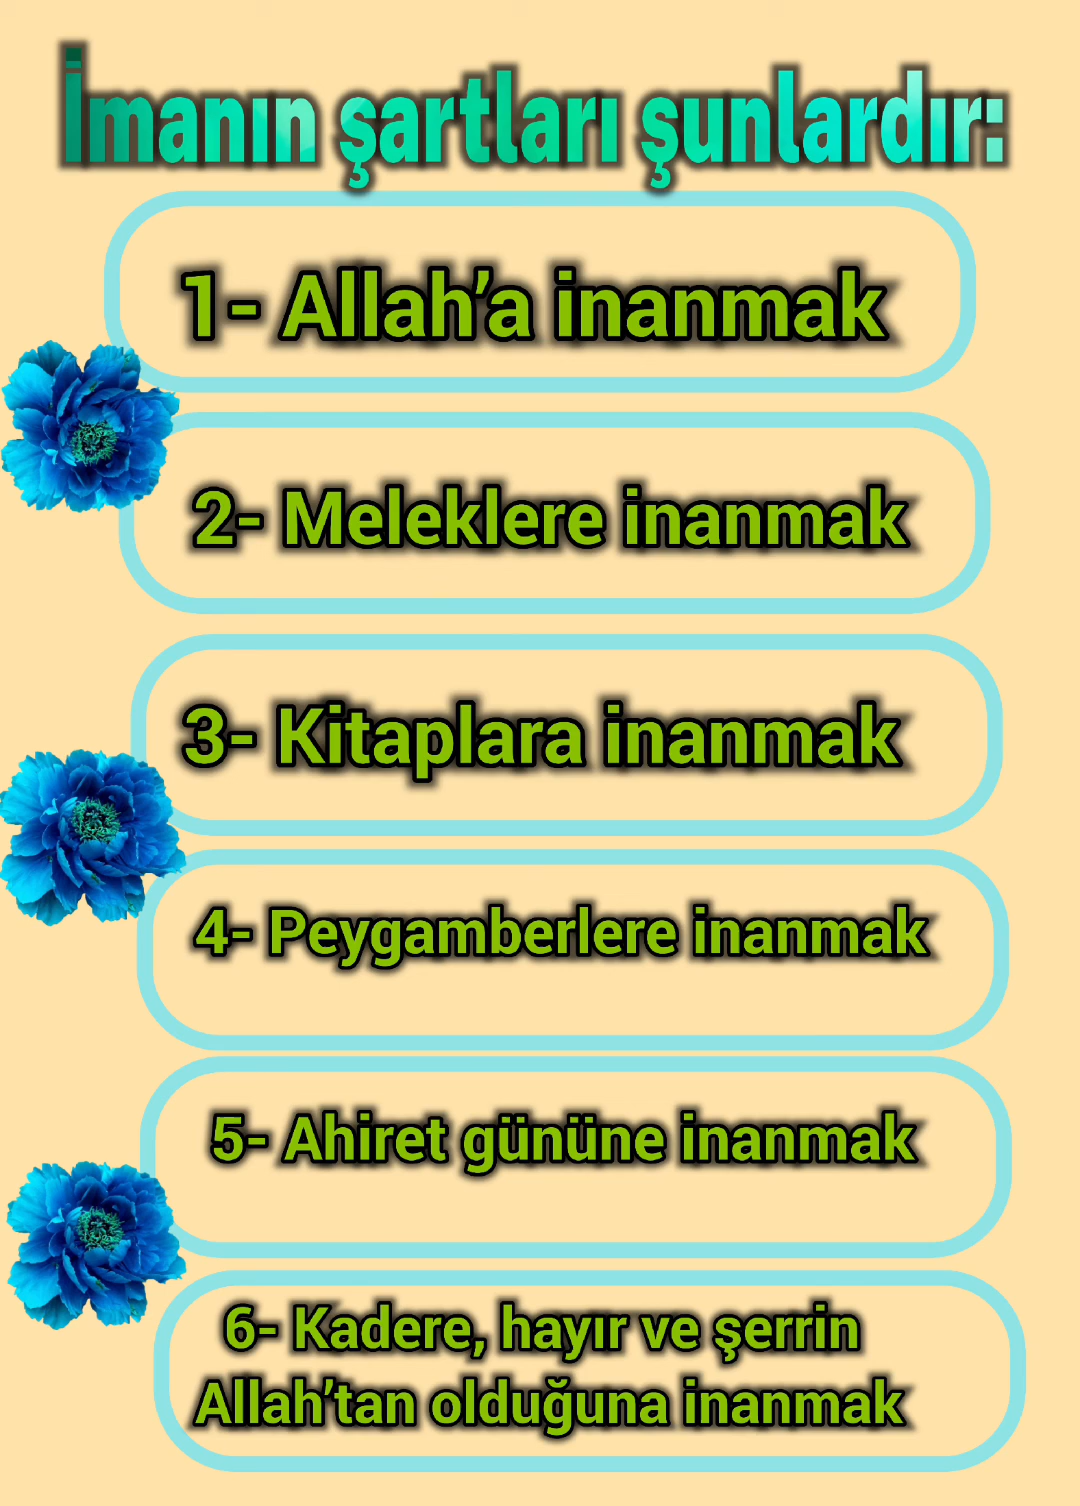 İmanın şartları şunlardır:
1- Allah’a inanmak
2- Meleklere inanmak
3- Kitaplara inanmak
4- Peygamberlere inanmak
5- Ahiret gününe inanmak
6- Kadere, hayır ve şerrin
Allah’tan olduğuna inanmak